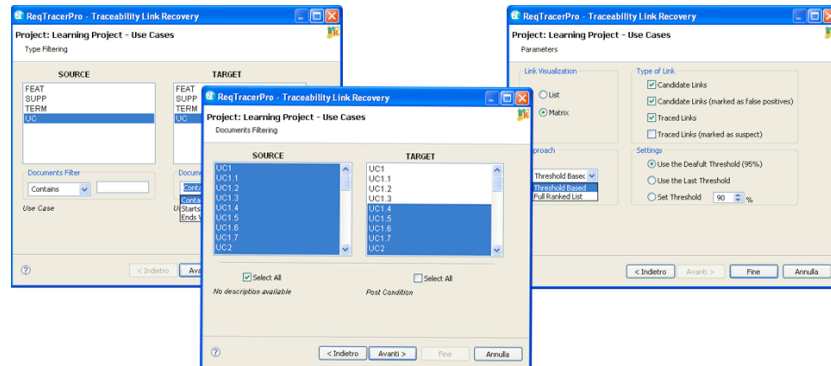 ReqTracerPro - Traceability Link Recovery
Project: Learning Project - Use Cases
Type Filtering
SOURCE
TARGET
FEAT
SUPP
TERM
UC
FEAT
SUPP
TERM
UC
Documents Filter
Contains
Use Case
Starts
Ends
< Indietro
ReqTracerPro - Traceability Link Recovery
Project: Learning Project - Use Cases
Documents Filtering
SOURCE
TARGET
UC1
UC1.1
UC1.2
UC1.3
UC1.4
UC1.5
UC1.6
UC1.7
UC2
UC1
UC1.1
UC1.2
UC1.3
UC1.4
UC1.5
UC1.6
UC1.7
UC2
Select All
Select All
No description available
Post Condition
< Indietro
Avanti >
Fine
Annulla
ReqTracerPro - Traceability Link Recovery
Project: Learning Project - Use Cases
Parameters
Link Visualization
List
Matrix
Threshold Based
Threshold Based
Full Ranked List
Type of Link
Candidate Links
Candidate Links (marked as false positives)
Traced Links
Traced Links (marked as suspect)
Settings
Use the Deafult Threshold (95%)
Use the Last Threshold
Set Threshold 90 %
< Indietro
Avanti >
Fine
Annulla